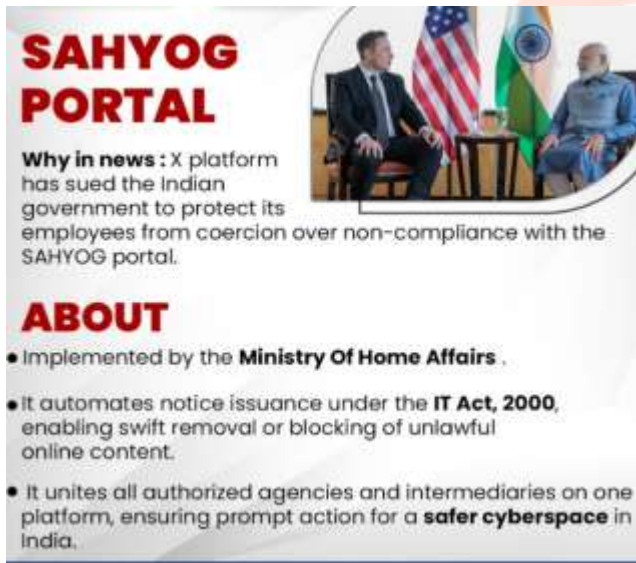 SAHYOG
PORTAL
Why in news : X platform
has sued the Indian
government to protect its
employees from coercion over non-compliance with the
SAHYOG portal.
ABOUT
• Implemented by the Ministry Of Home Affairs .
• It automates notice issuance under the IT Act, 2000,
enabling swift removal or blocking of unlawful
online content.
• It unites all authorized agencies and intermediaries on one
platform, ensuring prompt action for a safer cyberspace in
India.